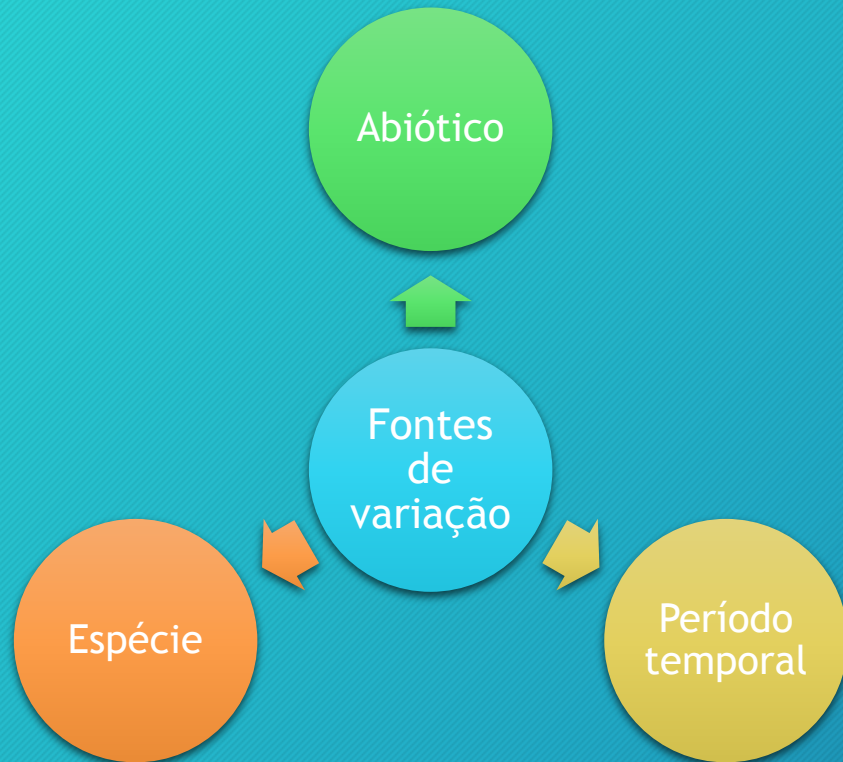 Abiótico
Fontes
de
variação
Espécie
Período
temporal